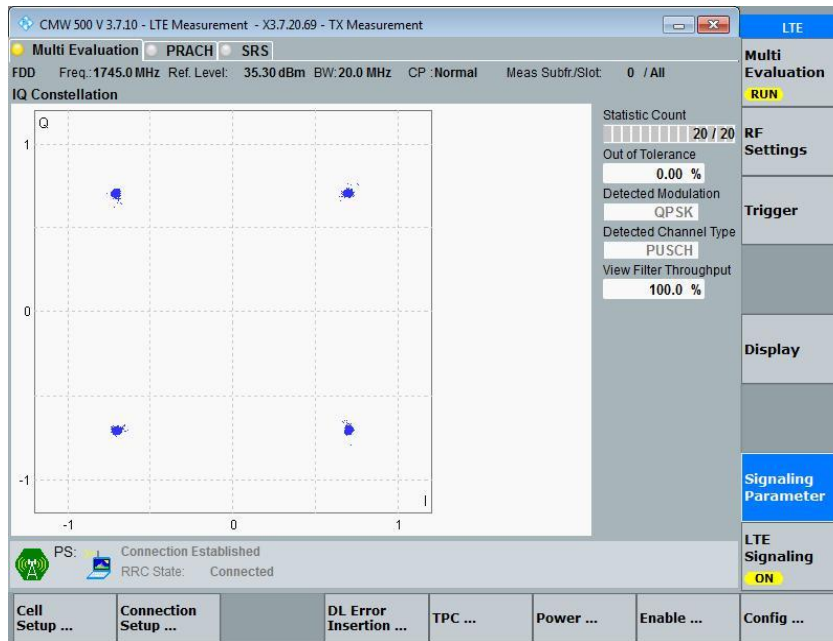 CMW 500 V 3.7.10 - LTE Measurement - X3.7.20.69 - TX Measurement
LTE
Multi Evaluation PRACH SRS
FDD Freq.:1745.0 MHz Ref. Level: 35.30 dBm BW:20.0 MHz CP :Normal Meas Subfr./Slot: 0 / All
IQ Constellation
Q
1
0
-1
I
-1 0 1
Statistic Count
20 / 20
Out of Tolerance
0.00 %
Detected Modulation
QPSK
Detected Channel Type
PUSCH
View Filter Throughput
100.0 %
Multi
Evaluation
RUN
RF
Settings
Trigger
Display
Signaling
Parameter
LTE
Signaling
ON
PS: Connection Established
RRC State: Connected
Cell
Setup ...
Connection
Setup ...
DL Error
Insertion ...
TPC ...
Power ...
Enable ...
Config ...